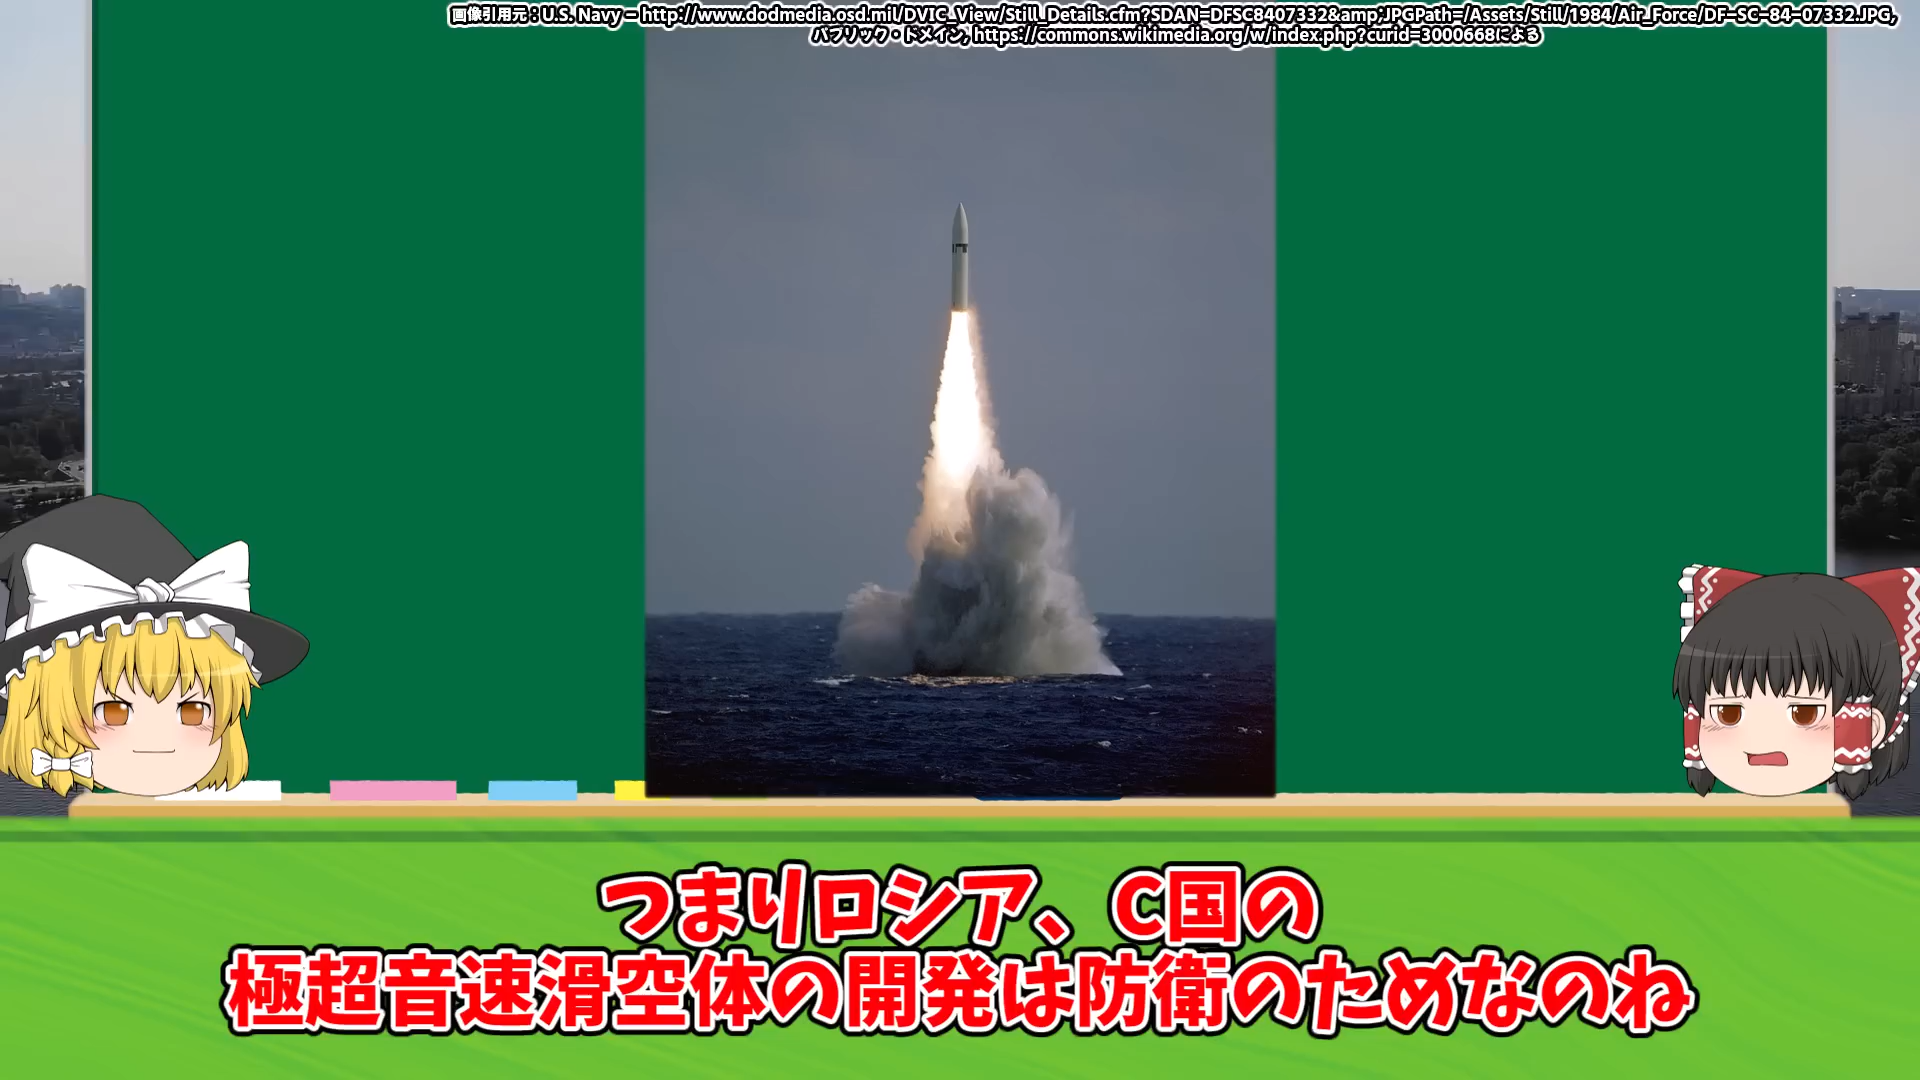 画像引用元：U.S. Navy – http://www.dodmedia.osd.mil/DVIC_View/Still_Details.cfm?SDAN=DFSC8407332&amp;JPGPath=/Assets/Still/1984/Air_Force/DF-SC-84-07332.JPG,
パブリック・ドメイン, https://commons.wikimedia.org/w/index.php?curid=3000668による
つまりロシア、C国の
極超音速滑空体の開発は防衛のためなのね